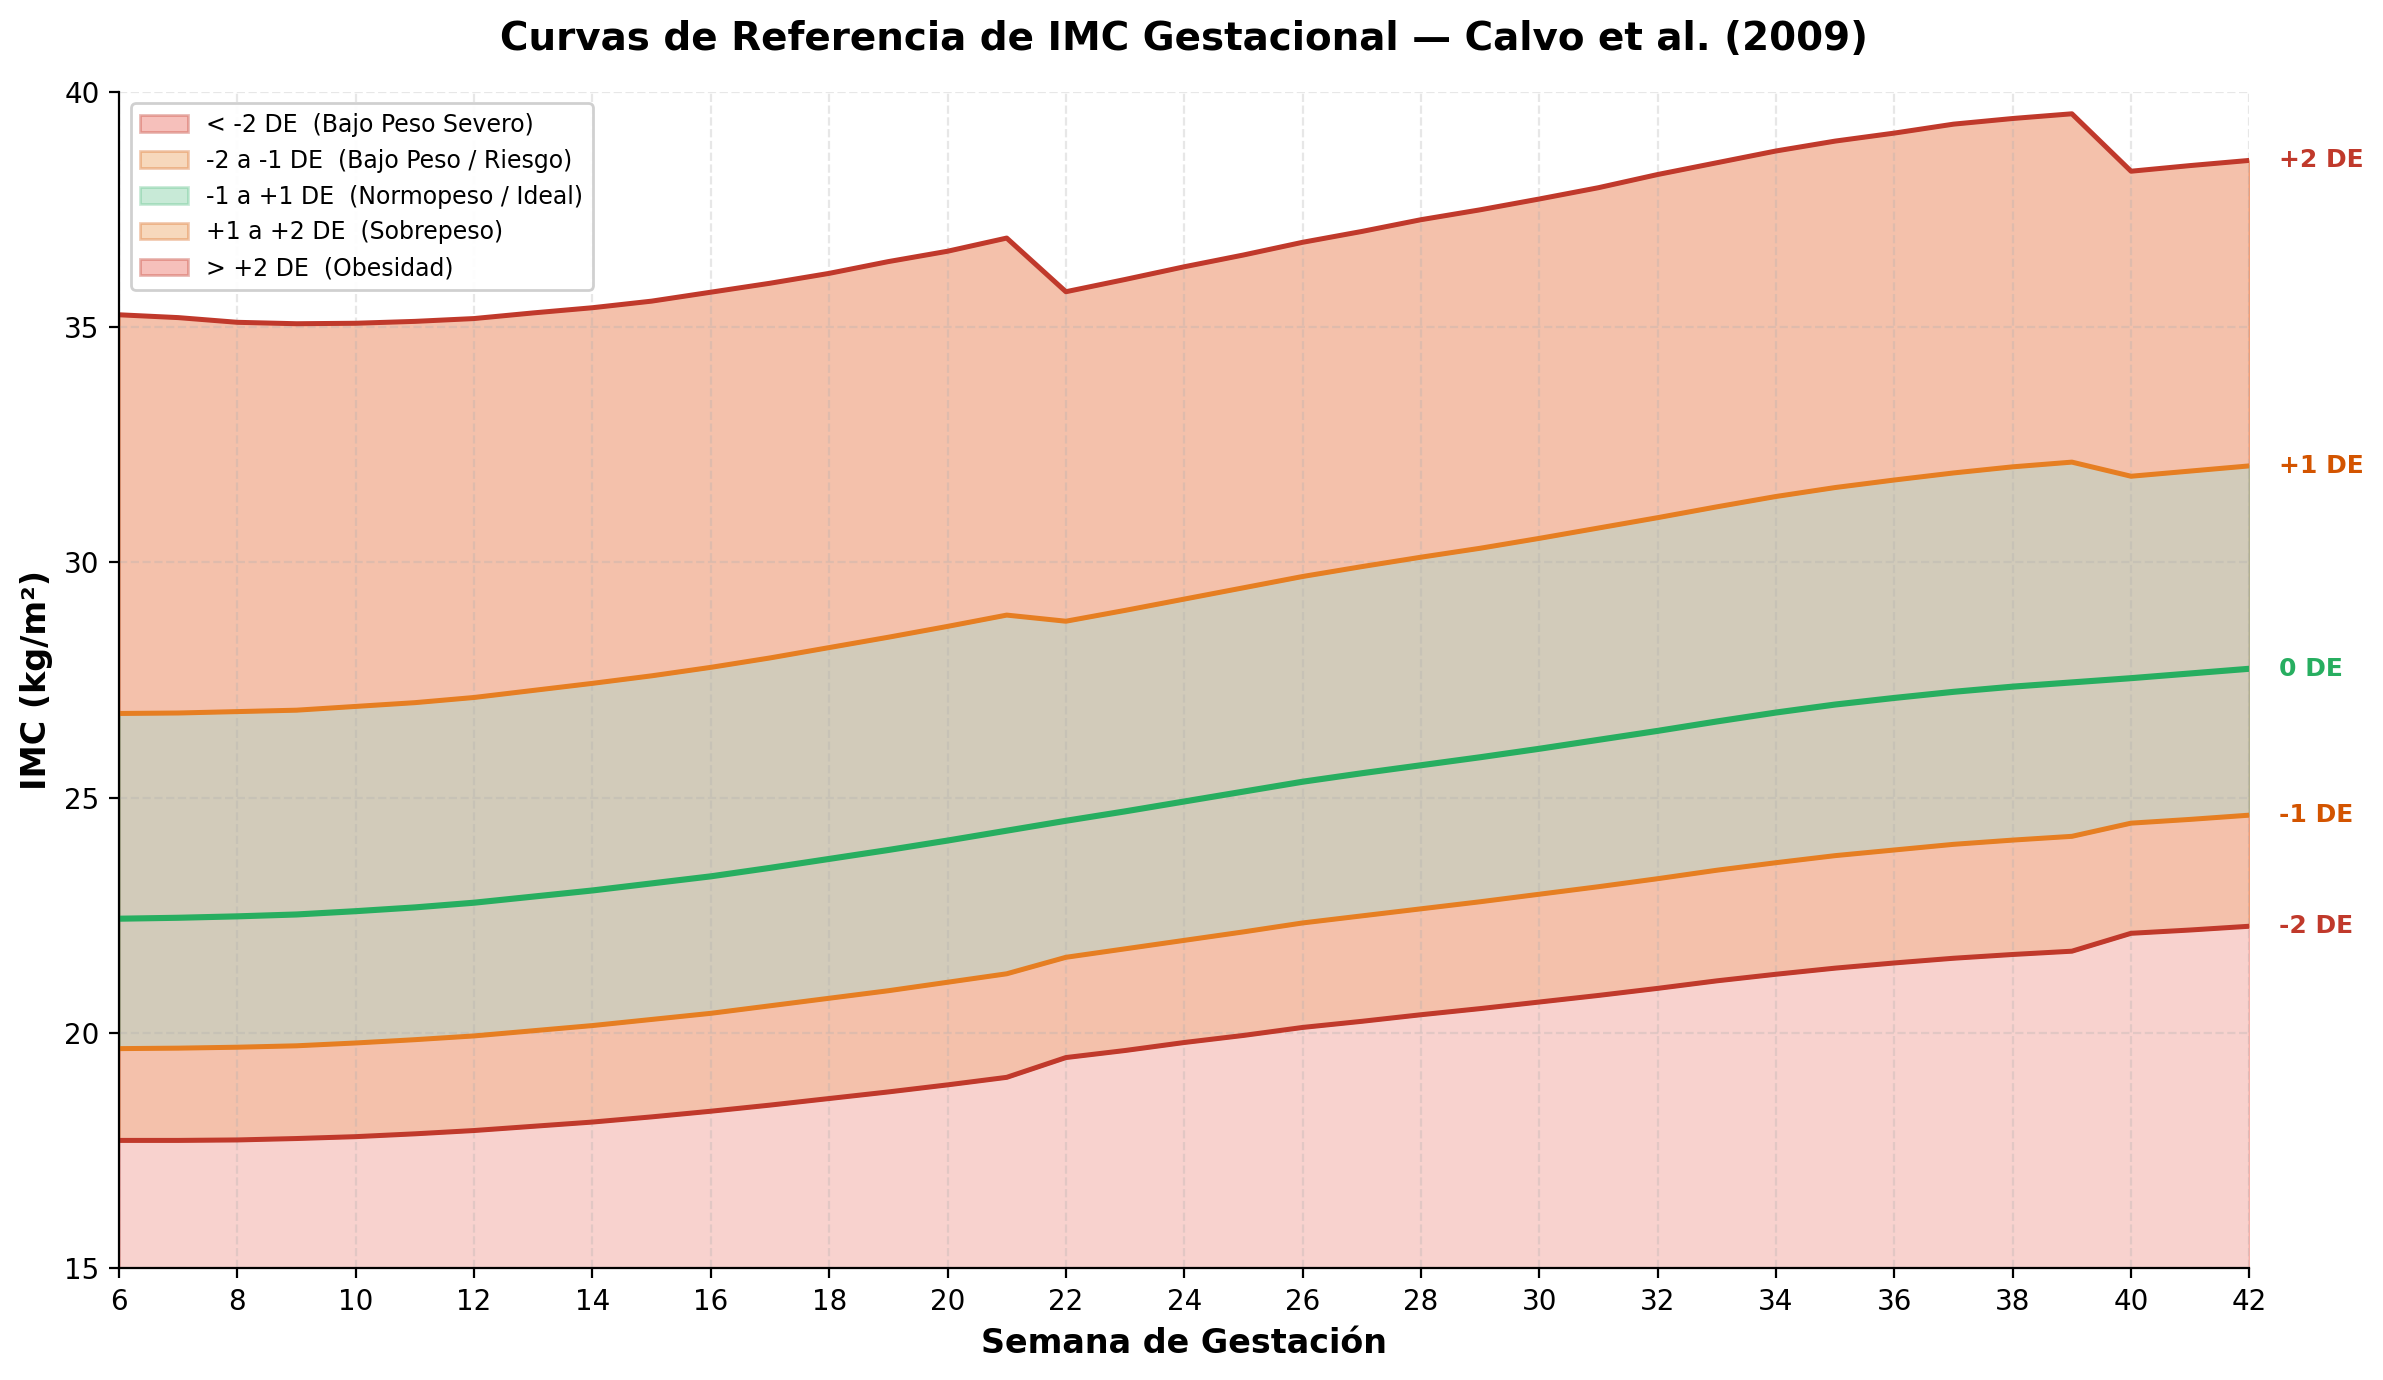 Curvas de Referencia de IMC Gestacional — Calvo et al. (2009)
40
35
30
25
20
15
IMC (kg/m²)
< -2 DE  (Bajo Peso Severo)
-2 a -1 DE  (Bajo Peso / Riesgo)
-1 a +1 DE  (Normopeso / Ideal)
+1 a +2 DE  (Sobrepeso)
> +2 DE  (Obesidad)
+2 DE
+1 DE
0 DE
-1 DE
-2 DE
6 8 10 12 14 16 18 20 22 24 26 28 30 32 34 36 38 40 42
Semana de Gestación